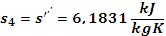 s₄ = s″ = 6,1831 kJ/kgK